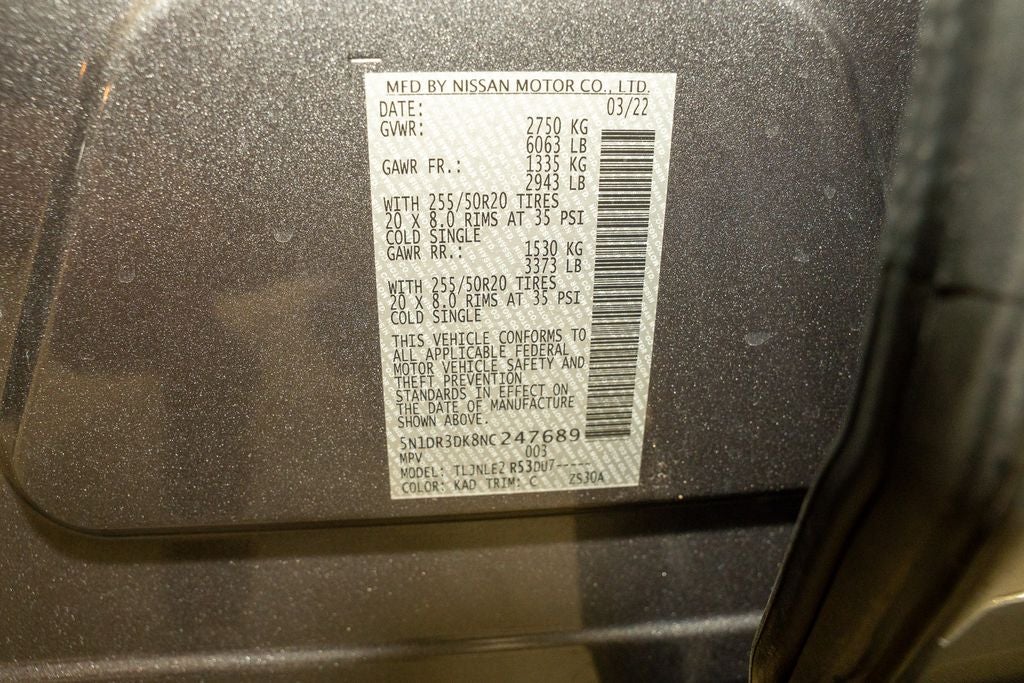 MFD BY NISSAN MOTOR CO., LTD.
DATE: 03/22
GVWR: 2750 KG
6063 LB
GAWR FR.: 1335 KG
2943 LB
WITH 255/50R20 TIRES
20 X 8.0 RIMS AT 35 PSI
COLD SINGLE
GAWR RR.: 1530 KG
3373 LB
WITH 255/50R20 TIRES
20 X 8.0 RIMS AT 35 PSI
COLD SINGLE
THIS VEHICLE CONFORMS TO
ALL APPLICABLE FEDERAL
MOTOR VEHICLE SAFETY AND
THEFT PREVENTION
STANDARDS IN EFFECT ON
THE DATE OF MANUFACTURE
SHOWN ABOVE.
5N1DR3DK8NC247689
MPV 003
MODEL: TLJNLE2 R53DU7-----
COLOR: KAD TRIM: C ZS30A